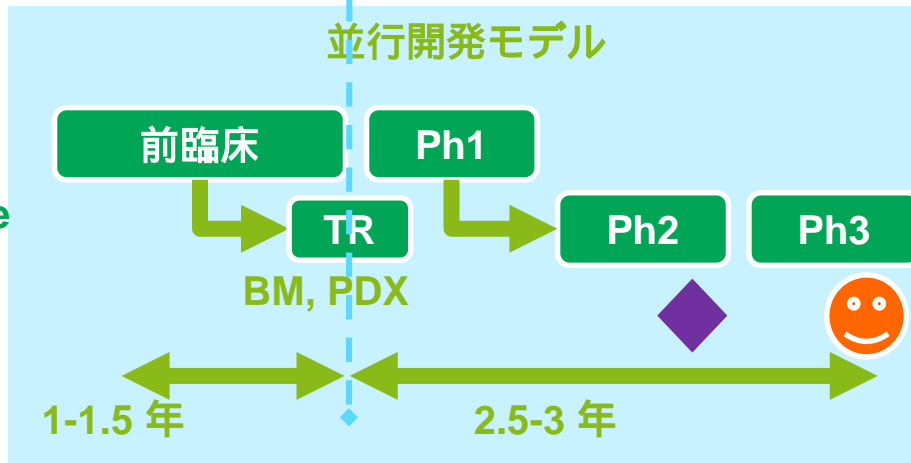 並行開発モデル
前臨床
Ph1
e
TR
Ph2
Ph3
BM, PDX
1-1.5 年
2.5-3 年